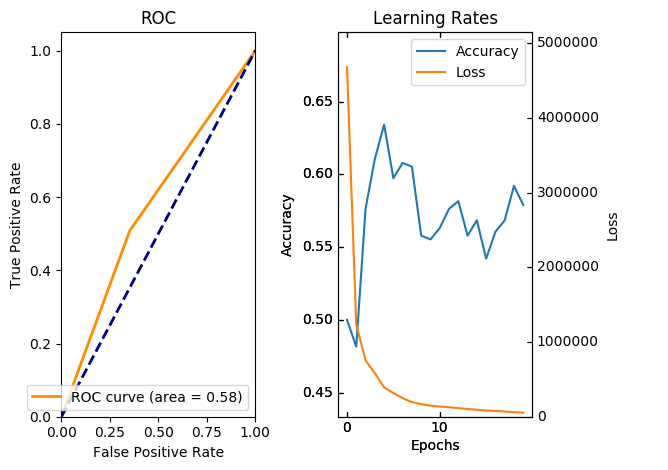 ROC
1.0
0.8
0.6
0.4
0.2
0.0
True Positive Rate
ROC curve (area = 0.58)
0.00 0.25 0.50 0.75 1.00
False Positive Rate
Learning Rates
Accuracy
Loss
0.65
0.60
0.55
0.50
0.45
Accuracy
5000000
4000000
3000000
2000000
1000000
0
Loss
0 10
Epochs